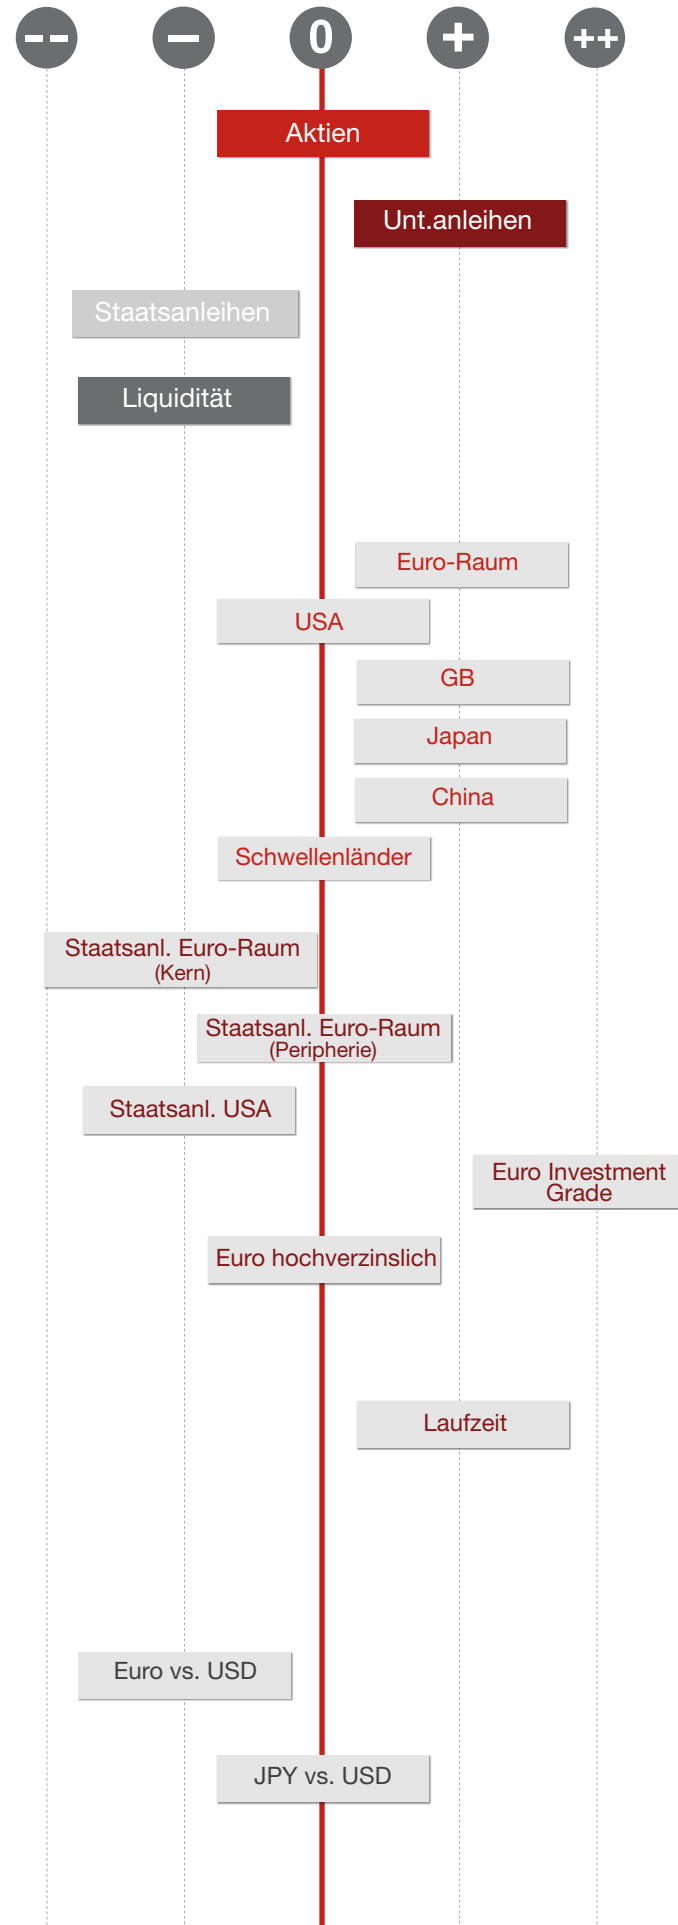 -- - 0 + ++
Aktien
Unt.anleihen
Staatsanleihen
Liquidität
Euro-Raum
USA
GB
Japan
China
Schwellenländer
Staatsanl. Euro-Raum
(Kern)
Staatsanl. Euro-Raum
(Peripherie)
Staatsanl. USA
Euro Investment
Grade
Euro hochverzinslich
Laufzeit
Euro vs. USD
JPY vs. USD